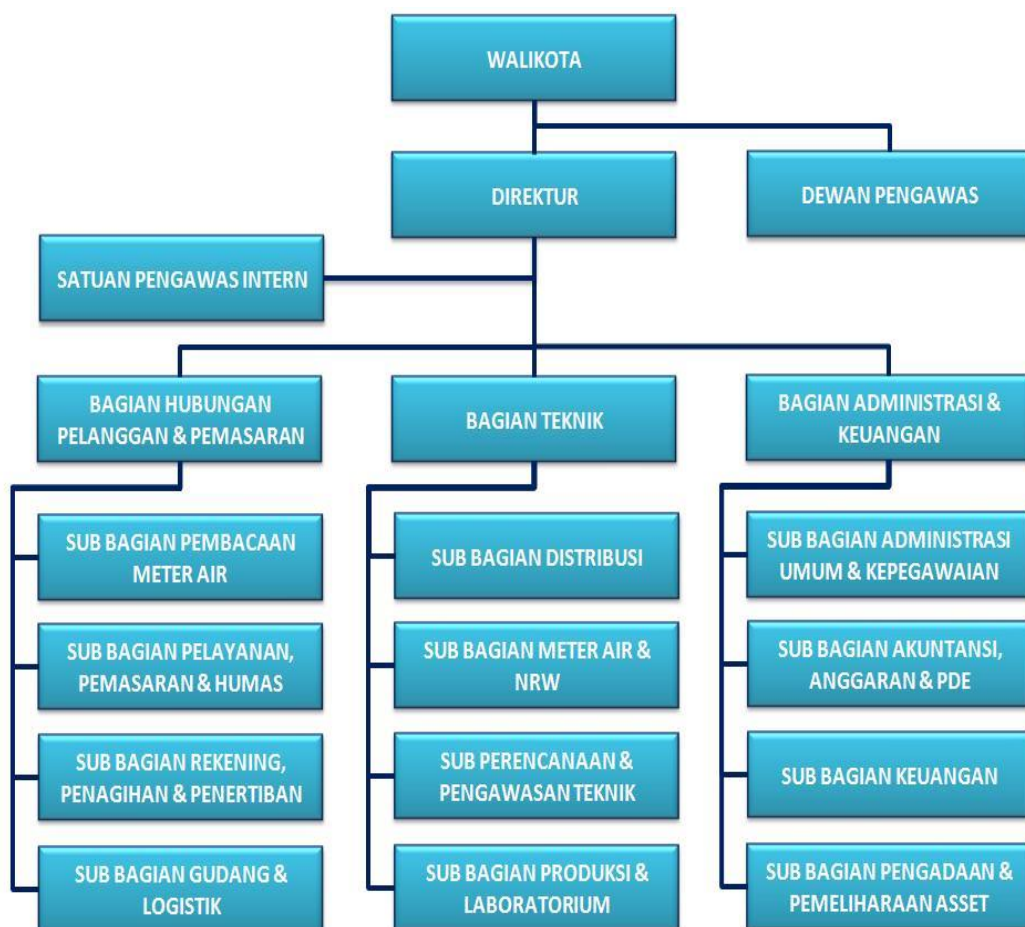 WALIKOTA
DIREKTUR
DEWAN PENGAWAS
SATUAN PENGAWAS INTERN
BAGIAN HUBUNGAN
PELANGGAN & PEMASARAN
BAGIAN TEKNIK
BAGIAN ADMINISTRASI &
KEUANGAN
SUB BAGIAN PEMBACAAN
METER AIR
SUB BAGIAN DISTRIBUSI
SUB BAGIAN ADMINISTRASI
UMUM & KEPEGAWAIAN
SUB BAGIAN PELAYANAN,
PEMASARAN & HUMAS
SUB BAGIAN METER AIR &
NRW
SUB BAGIAN AKUNTANSI,
ANGGARAN & PDE
SUB BAGIAN REKENING,
PENAGIHAN & PENERTIBAN
SUB PERENCANAAN &
PENGAWASAN TEKNIK
SUB BAGIAN KEUANGAN
SUB BAGIAN GUDANG &
LOGISTIK
SUB BAGIAN PRODUKSI &
LABORATORIUM
SUB BAGIAN PENGADAAN &
PEMELIHARAAN ASSET